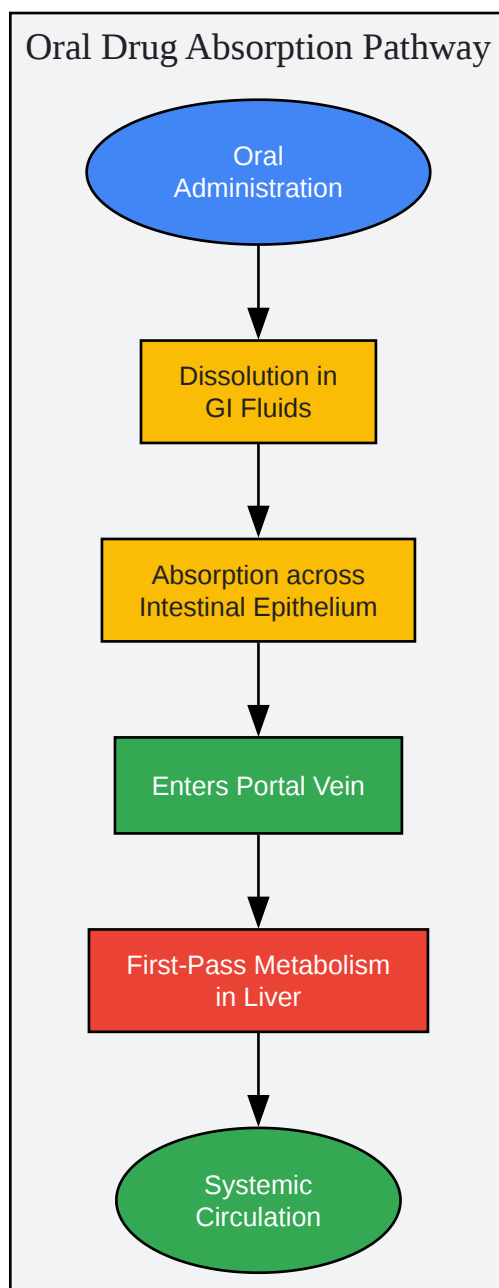 Oral Drug Absorption Pathway
Oral
Administration
Dissolution in
GI Fluids
Absorption across
Intestinal Epithelium
Enters Portal Vein
First-Pass Metabolism
in Liver
Systemic
Circulation